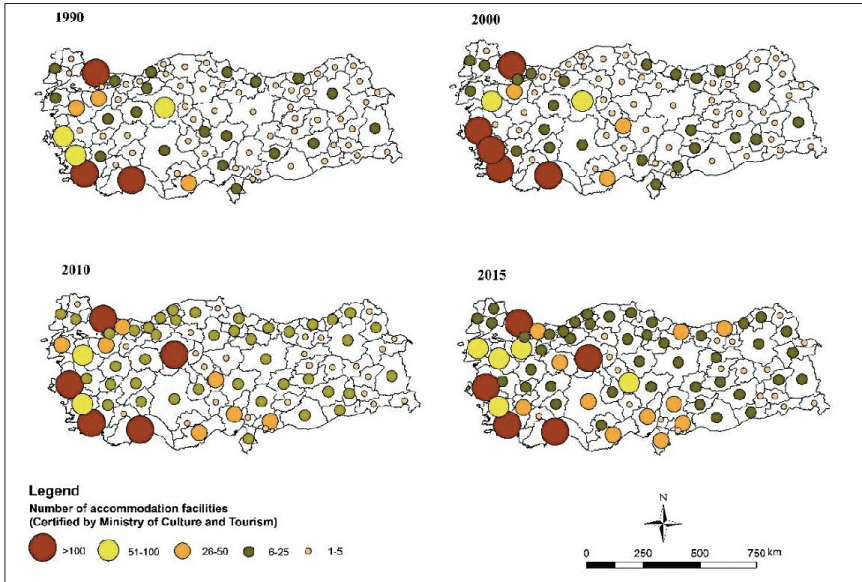 1990
2000
2010
2015
Legend
Number of accommodation facilities
(Certified by Ministry of Culture and Tourism)
>100 51-100 26-50 6-25 1-5
N
0 125 250 500 750 km